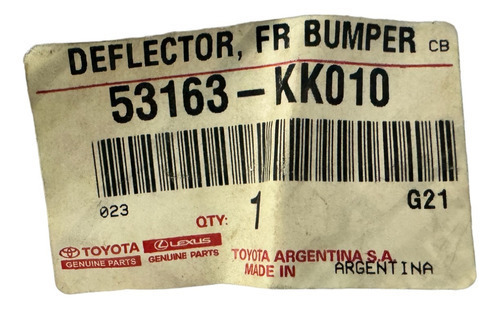 DEFLECTOR, FR BUMPER CB
53163-KK010
023
QTY: 1
G21
TOYOTA LEXUS
GENUINE PARTS GENUINE PARTS
TOYOTA ARGENTINA S.A.
MADE IN ARGENTINA